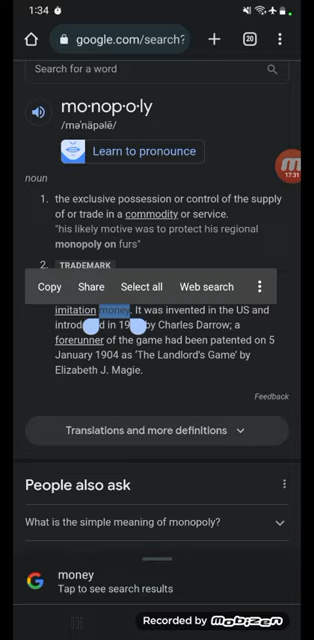 1:34
google.com/search?
20
Search for a word
mo·nop·o·ly
/məˈnäpəlē/
Learn to pronounce
17:31
noun
1. the exclusive possession or control of the supply
of or trade in a commodity or service.
"his likely motive was to protect his regional
monopoly on furs"
2. TRADEMARK
Copy Share Select all Web search
imitation money. It was invented in the US and
in by Charles Darrow; a
forerunner of the game had been patented on 5
January 1904 as ‘The Landlord's Game’ by
Elizabeth J. Magie.
Feedback
Translations and more definitions
People also ask
What is the simple meaning of monopoly?
money
Tap to see search results
Recorded by mobizen